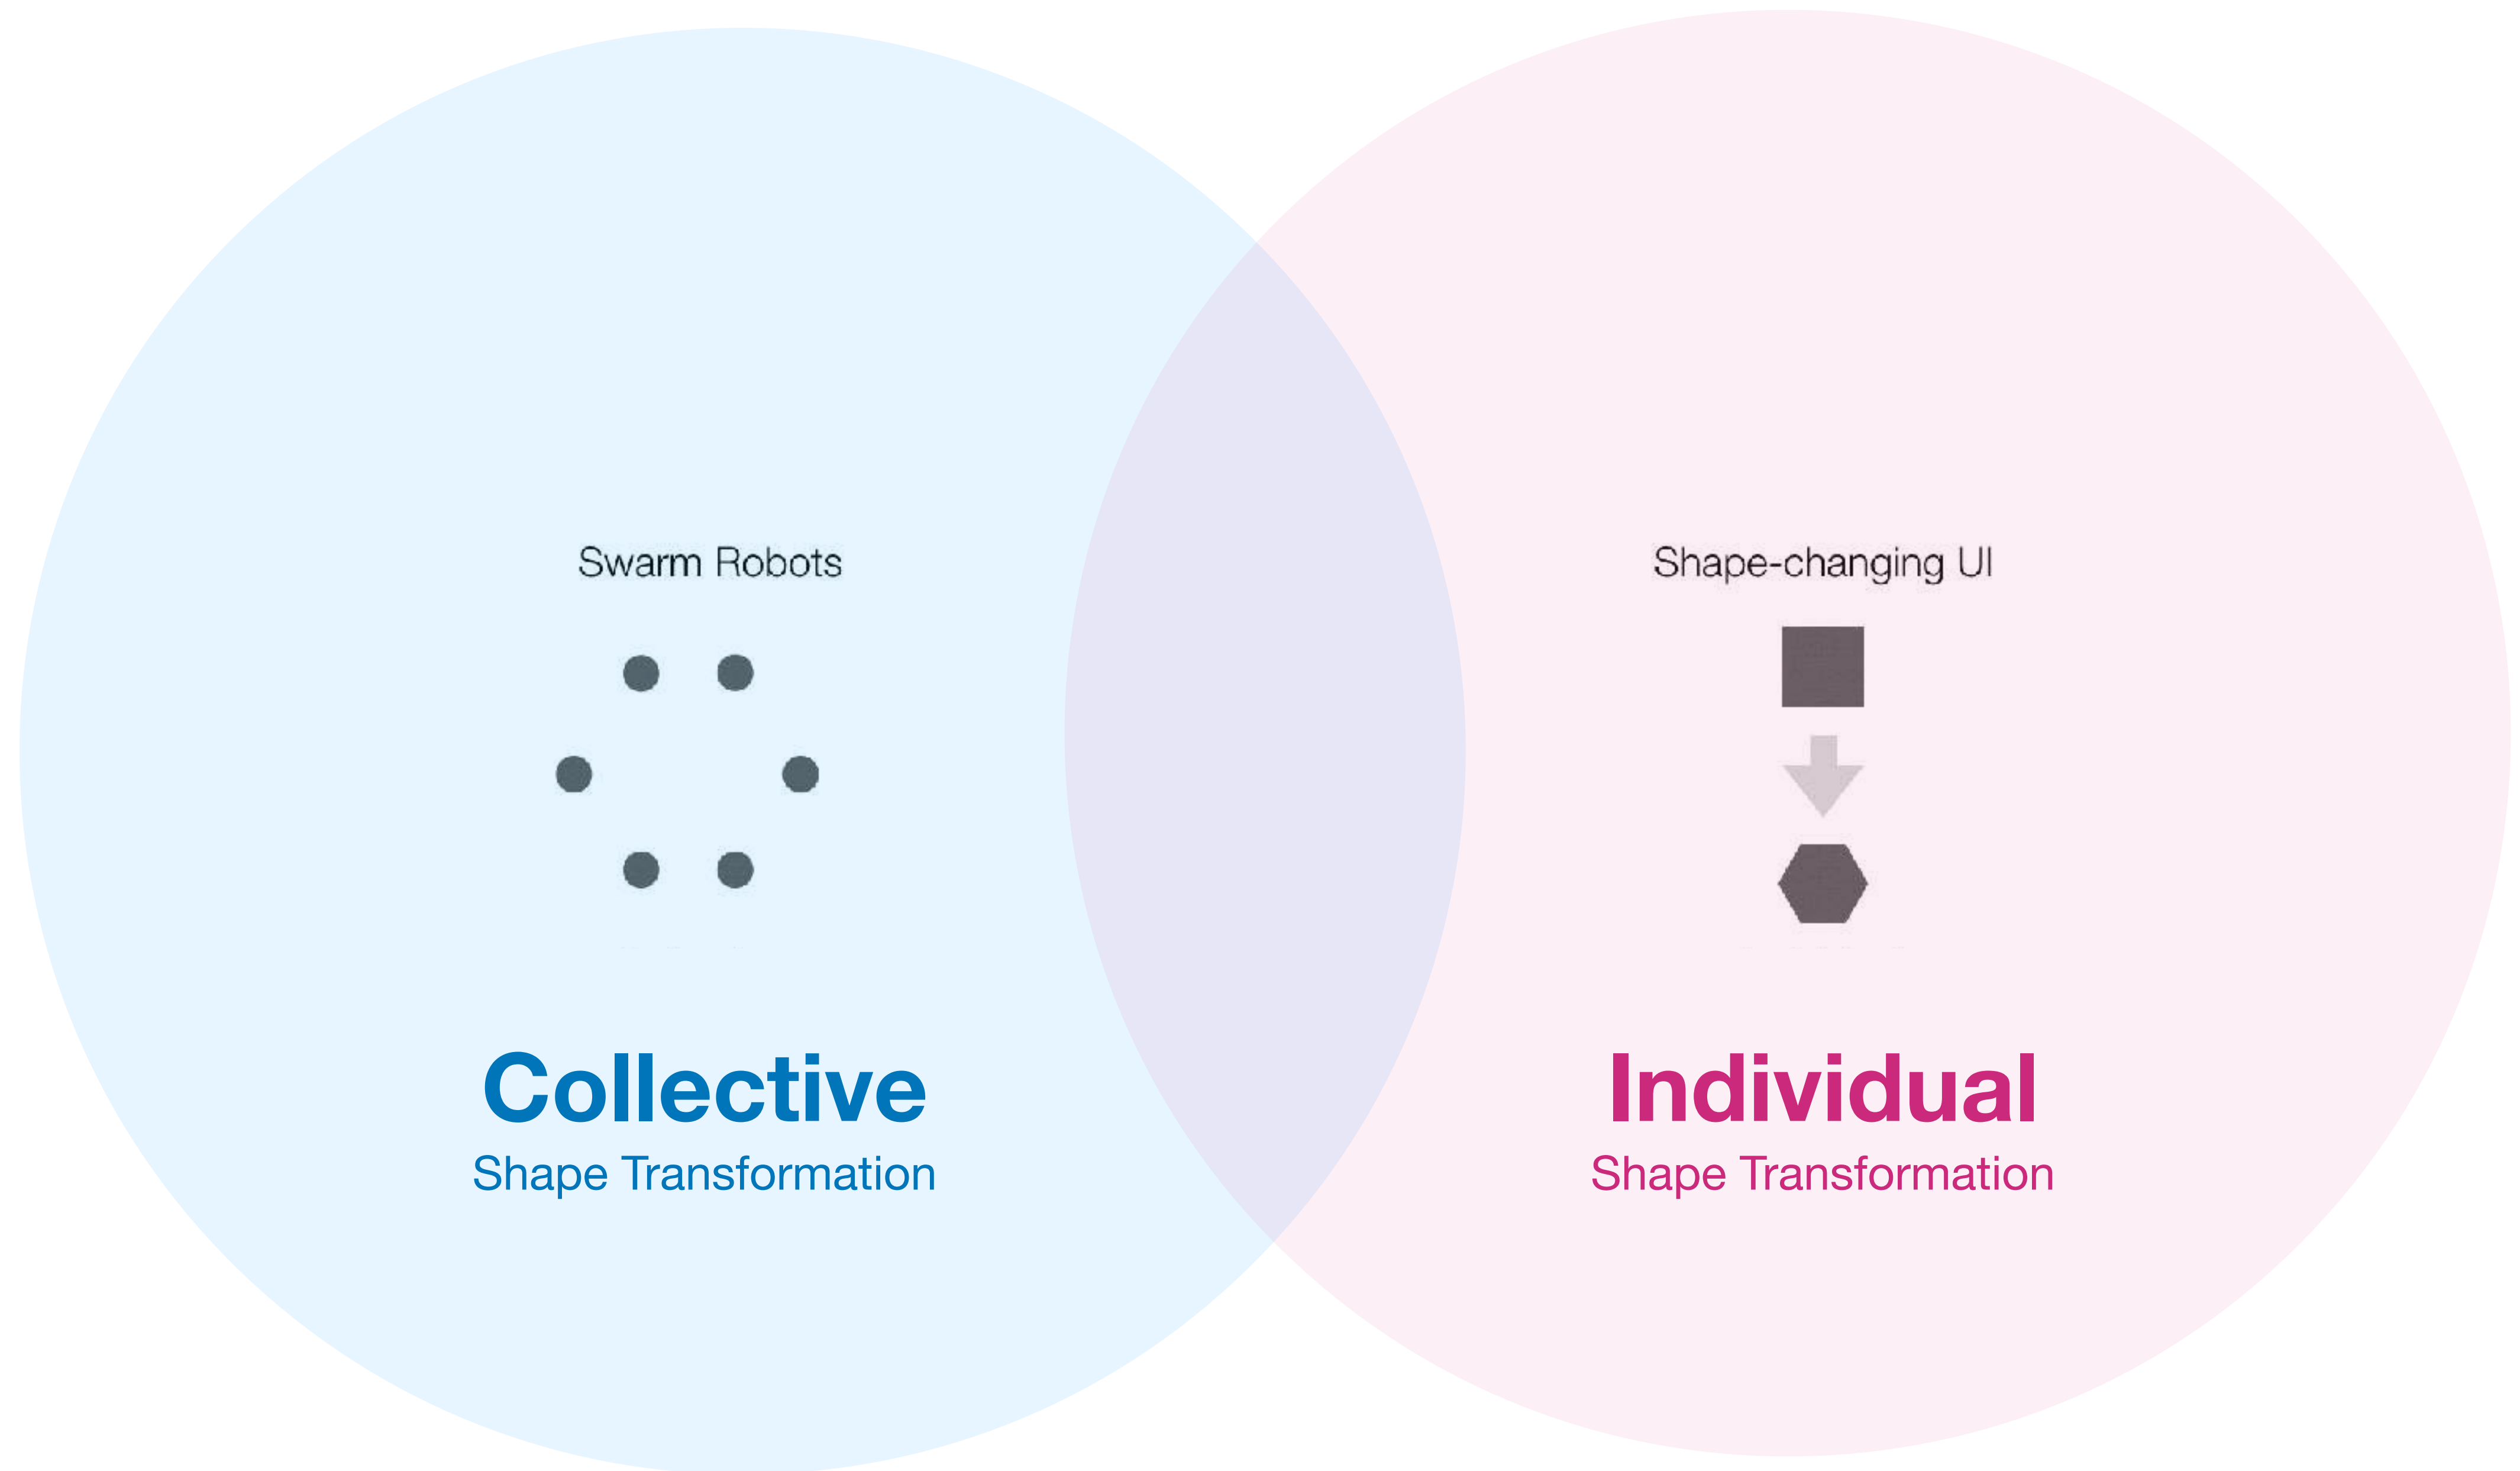 Swarm Robots
Collective
Shape Transformation
Shape-changing UI
Individual
Shape Transformation